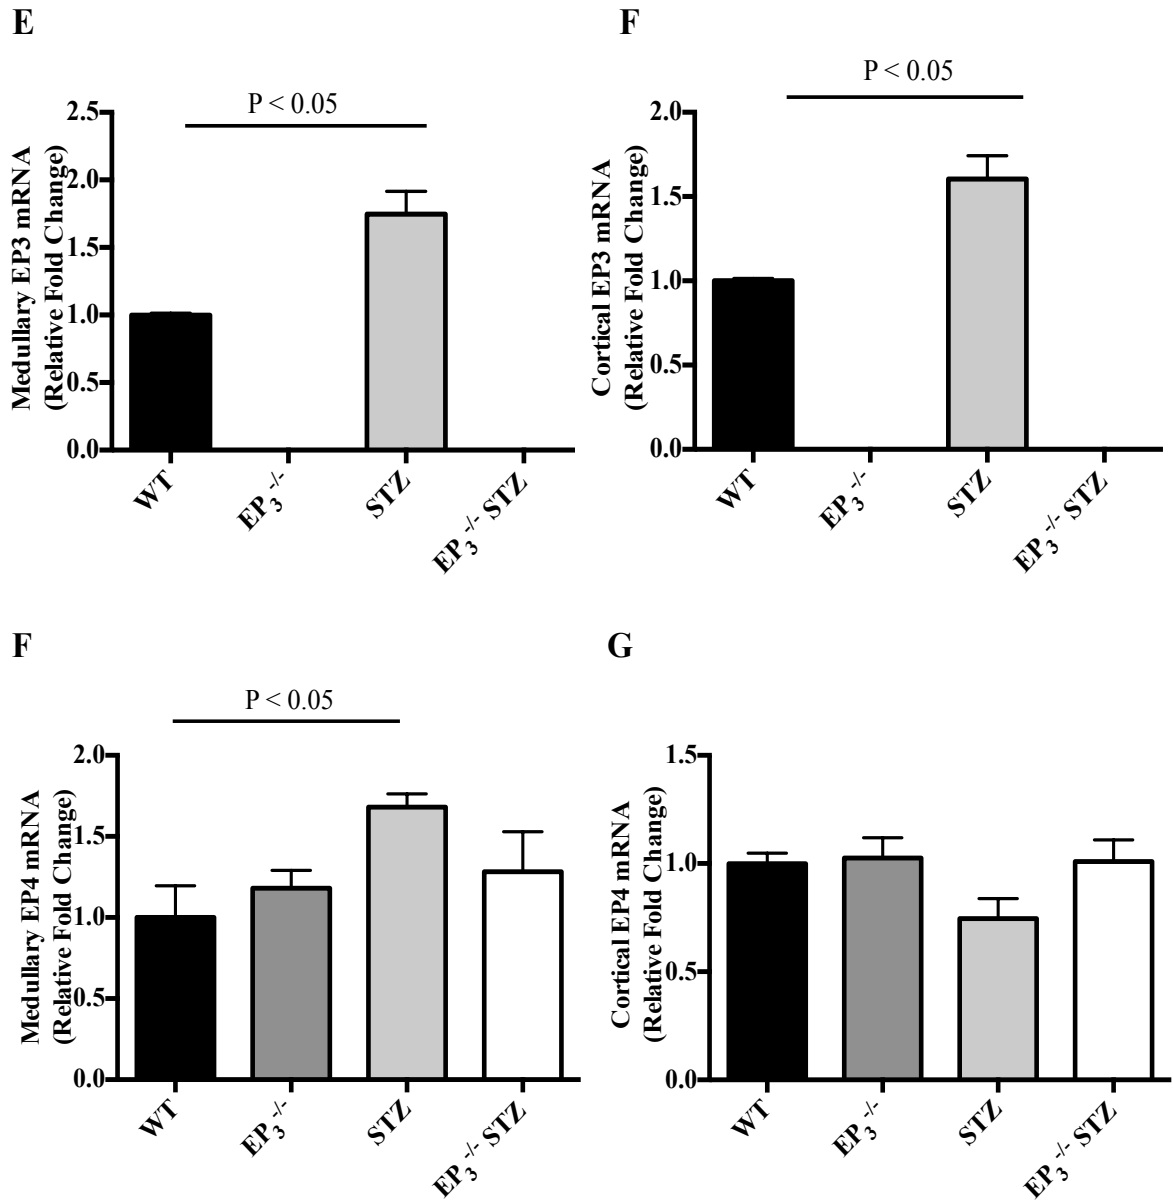 E
P < 0.05
Medullary EP3 mRNA
(Relative Fold Change)
2.5
2.0
1.5
1.0
0.5
0.0
WT
EP3-/-
STZ
EP3-/- STZ
F
P < 0.05
Cortical EP3 mRNA
(Relative Fold Change)
2.0
1.5
1.0
0.5
0.0
WT
EP3-/-
STZ
EP3-/- STZ
F
P < 0.05
Medullary EP4 mRNA
(Relative Fold Change)
2.0
1.5
1.0
0.5
0.0
WT
EP3-/-
STZ
EP3-/- STZ
G
Cortical EP4 mRNA
(Relative Fold Change)
1.5
1.0
0.5
0.0
WT
EP3-/-
STZ
EP3-/- STZ